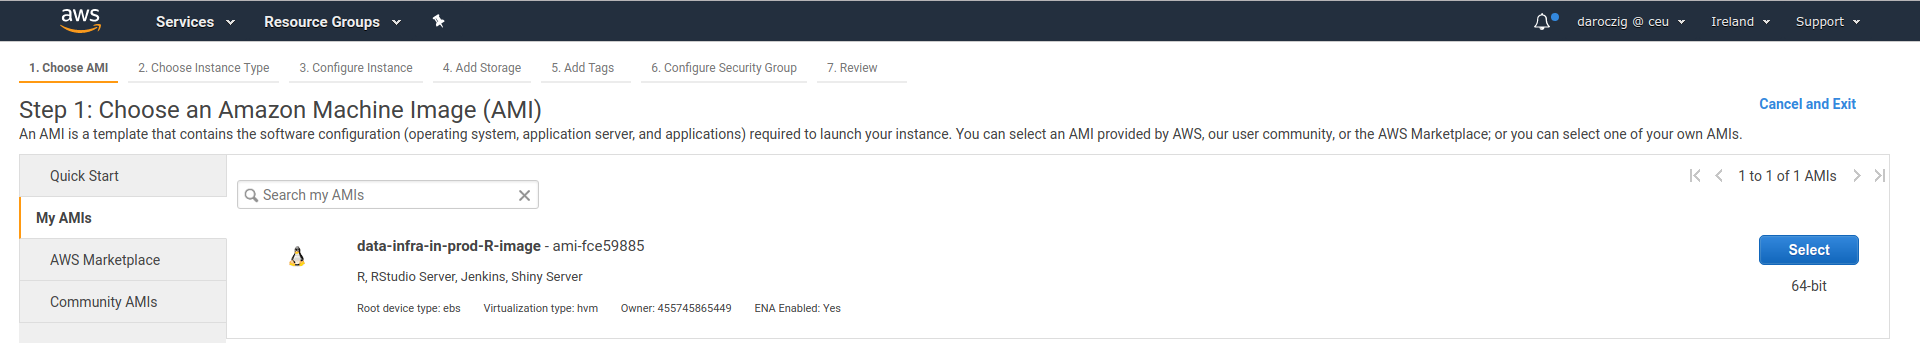 aws Services Resource Groups daroczig @ ceu Ireland Support
1. Choose AMI 2. Choose Instance Type 3. Configure Instance 4. Add Storage 5. Add Tags 6. Configure Security Group 7. Review
Step 1: Choose an Amazon Machine Image (AMI) Cancel and Exit
An AMI is a template that contains the software configuration (operating system, application server, and applications) required to launch your instance. You can select an AMI provided by AWS, our user community, or the AWS Marketplace; or you can select one of your own AMIs.
Quick Start
My AMIs
AWS Marketplace
Community AMIs
1 to 1 of 1 AMIs
Search my AMIs
data-infra-in-prod-R-image - ami-fce59885
R, RStudio Server, Jenkins, Shiny Server
Root device type: ebs Virtualization type: hvm Owner: 455745865449 ENA Enabled: Yes
Select
64-bit